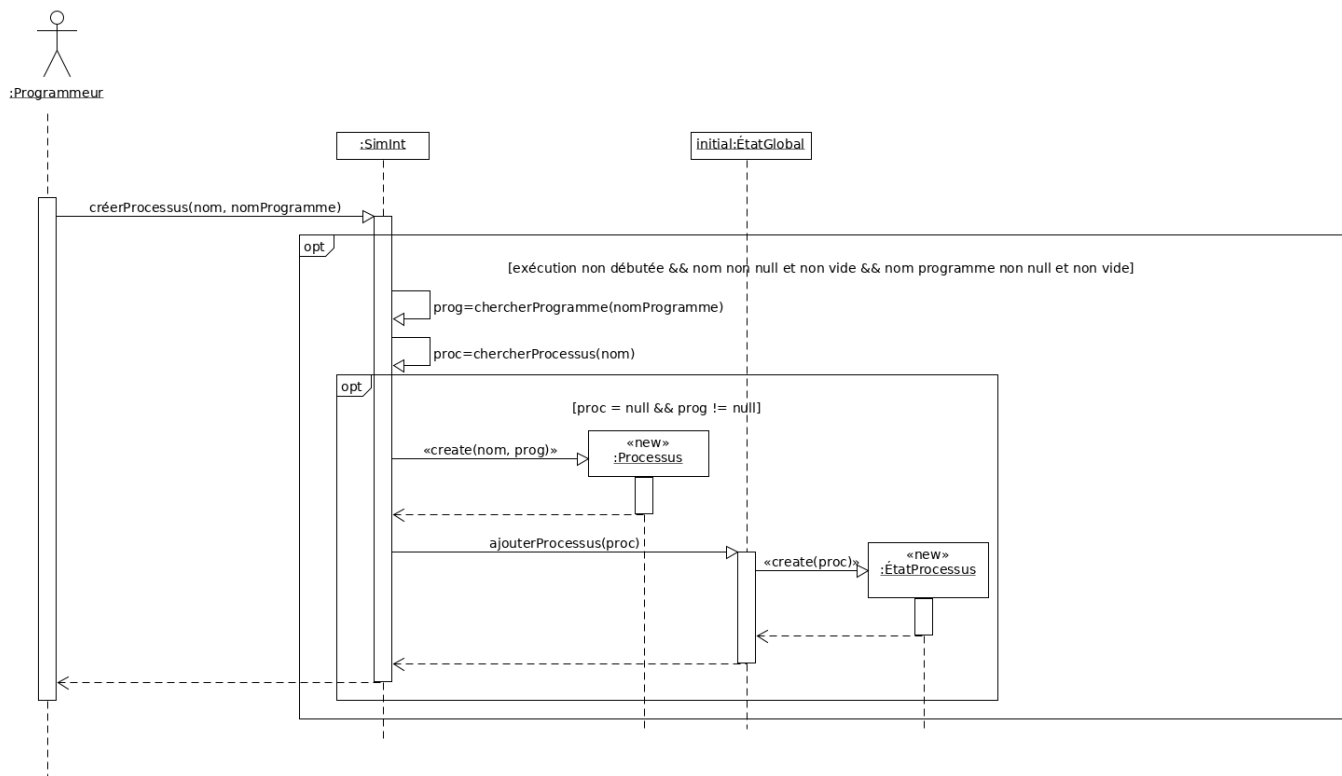 :Programmeur
:SimInt
initial:ÉtatGlobal
créerProcessus(nom, nomProgramme)
opt
[exécution non débutée && nom non null et non vide && nom programme non null et non vide]
prog=chercherProgramme(nomProgramme)
proc=chercherProcessus(nom)
opt
[proc = null && prog != null]
«create(nom, prog)»
«new»
:Processus
ajouterProcessus(proc)
«create(proc)»
«new»
:ÉtatProcessus